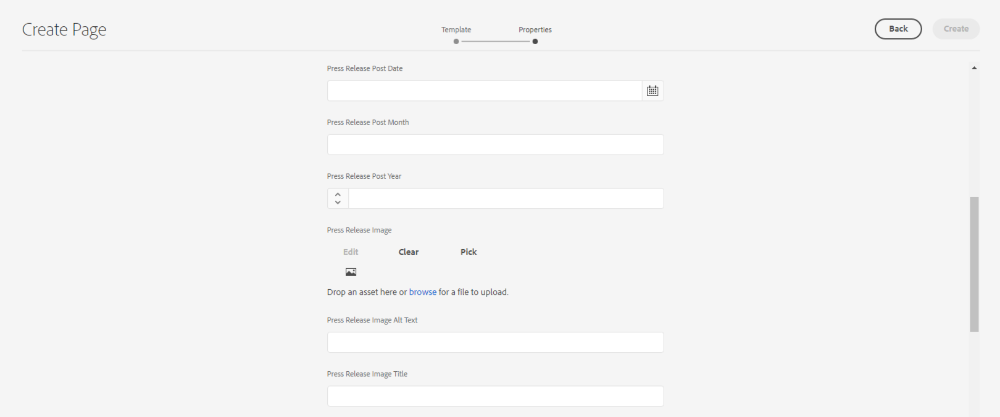 Create Page
Template
Properties
Back
Create
Press Release Post Date
Press Release Post Month
Press Release Post Year
Press Release Image
Edit
Clear
Pick
Drop an asset here or browse for a file to upload.
Press Release Image Alt Text
Press Release Image Title